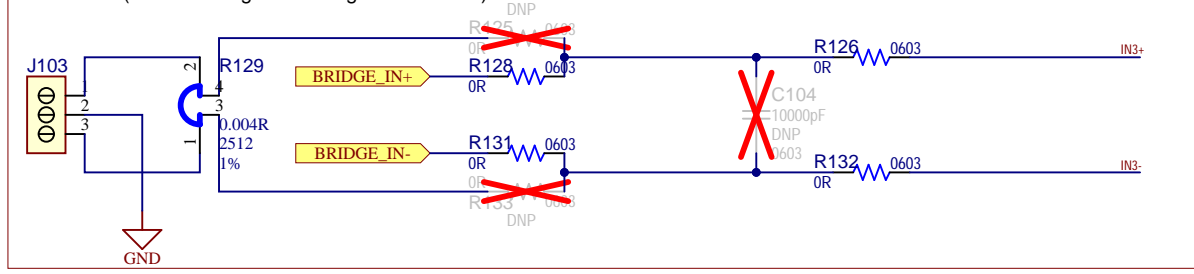 DNP
R125 0603
0R
J103
1
2
3
2
R129
4
3
0.004R
2512
1%
1
BRIDGE_IN+
R128 0603
0R
BRIDGE_IN-
R131 0603
0R
0R
R133 0603
DNP
R126 0603
0R
IN3+
C104
10000pF
DNP
0603
R132 0603
0R
IN3-
GND